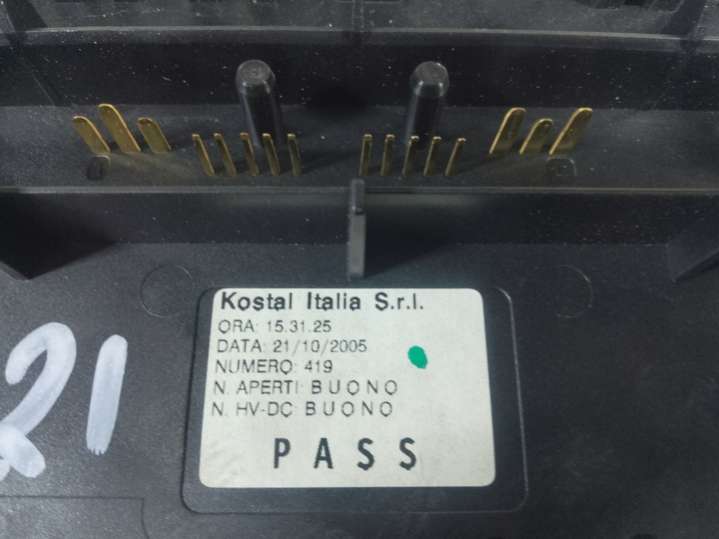 Kostal Italia S.r.l.
ORA: 15.31.25
DATA: 21/10/2005
NUMERO: 419
N. APERTI: BUONO
N. HV-DC: BUONO
PASS
21